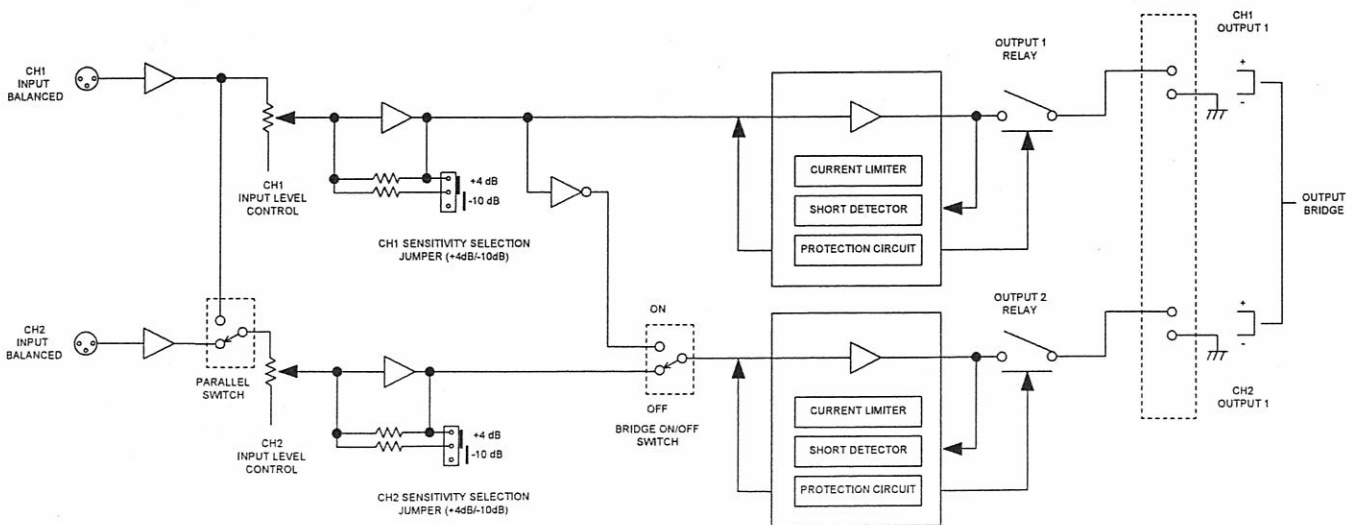 CH1
INPUT
BALANCED
CH1
INPUT LEVEL
CONTROL
+4 dB
-10 dB
CH1 SENSITIVITY SELECTION
JUMPER (+4dB/-10dB)
CURRENT LIMITER
SHORT DETECTOR
PROTECTION CIRCUIT
OUTPUT 1
RELAY
CH1
OUTPUT 1
+
-
OUTPUT
BRIDGE
CH2
INPUT
BALANCED
PARALLEL
SWITCH
CH2
INPUT LEVEL
CONTROL
+4 dB
-10 dB
CH2 SENSITIVITY SELECTION
JUMPER (+4dB/-10dB)
ON
OFF
BRIDGE ON/OFF
SWITCH
CURRENT LIMITER
SHORT DETECTOR
PROTECTION CIRCUIT
OUTPUT 2
RELAY
+
-
CH2
OUTPUT 1